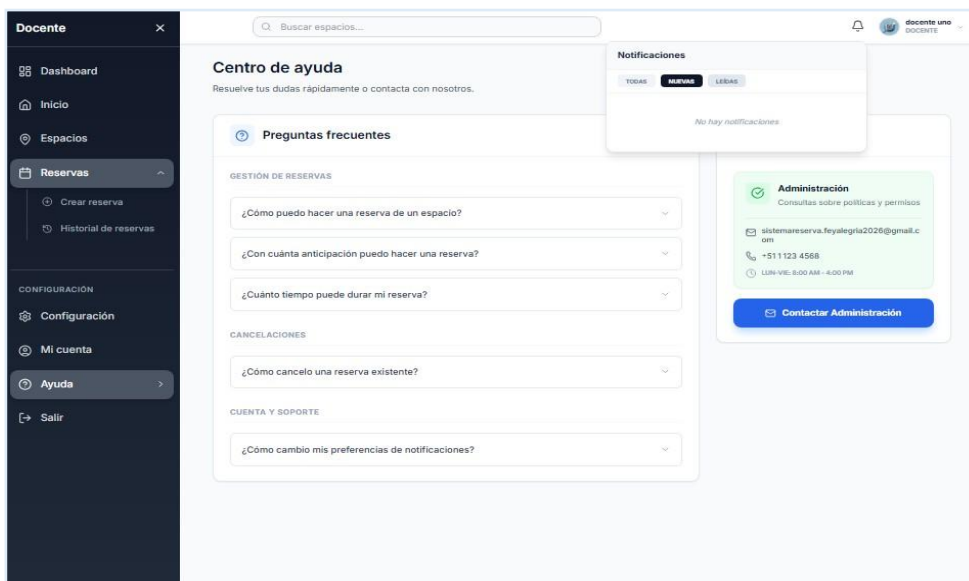 Docente
Dashboard
Inicio
Espacios
Reservas
Crear reserva
Historial de reservas
CONFIGURACIÓN
Configuración
Mi cuenta
Ayuda
Salir
Buscar espacios...
docente uno
DOCENTE
Notificaciones
TODAS NUEVAS LEÍDAS
No hay notificaciones
Centro de ayuda
Resuelve tus dudas rápidamente o contacta con nosotros.
Preguntas frecuentes
GESTIÓN DE RESERVAS
¿Cómo puedo hacer una reserva de un espacio?
¿Con cuánta anticipación puedo hacer una reserva?
¿Cuánto tiempo puede durar mi reserva?
CANCELACIONES
¿Cómo cancelo una reserva existente?
CUENTA Y SOPORTE
¿Cómo cambio mis preferencias de notificaciones?
Administración
Consultas sobre políticas y permisos
sistemareserva.feyalegria2026@gmail.c
om
+511123 4568
LUN-VIE: 8:00 AM - 4:00 PM
Contactar Administración